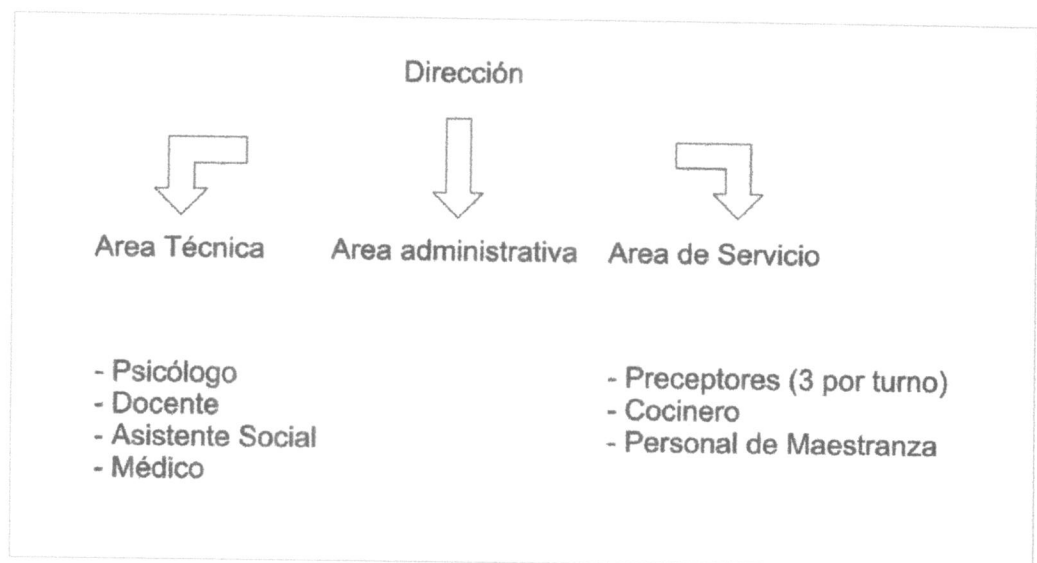 Dirección
Area Técnica
Area administrativa
Area de Servicio
- Psicólogo
- Docente
- Asistente Social
- Médico
- Preceptores (3 por turno)
- Cocinero
- Personal de Maestranza